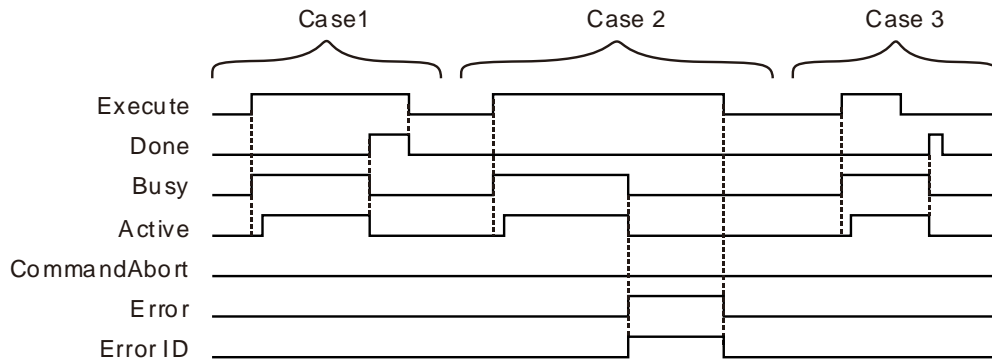 Case1 Case 2 Case 3
Execute
Done
Busy
Active
CommandAbort
Error
Error ID